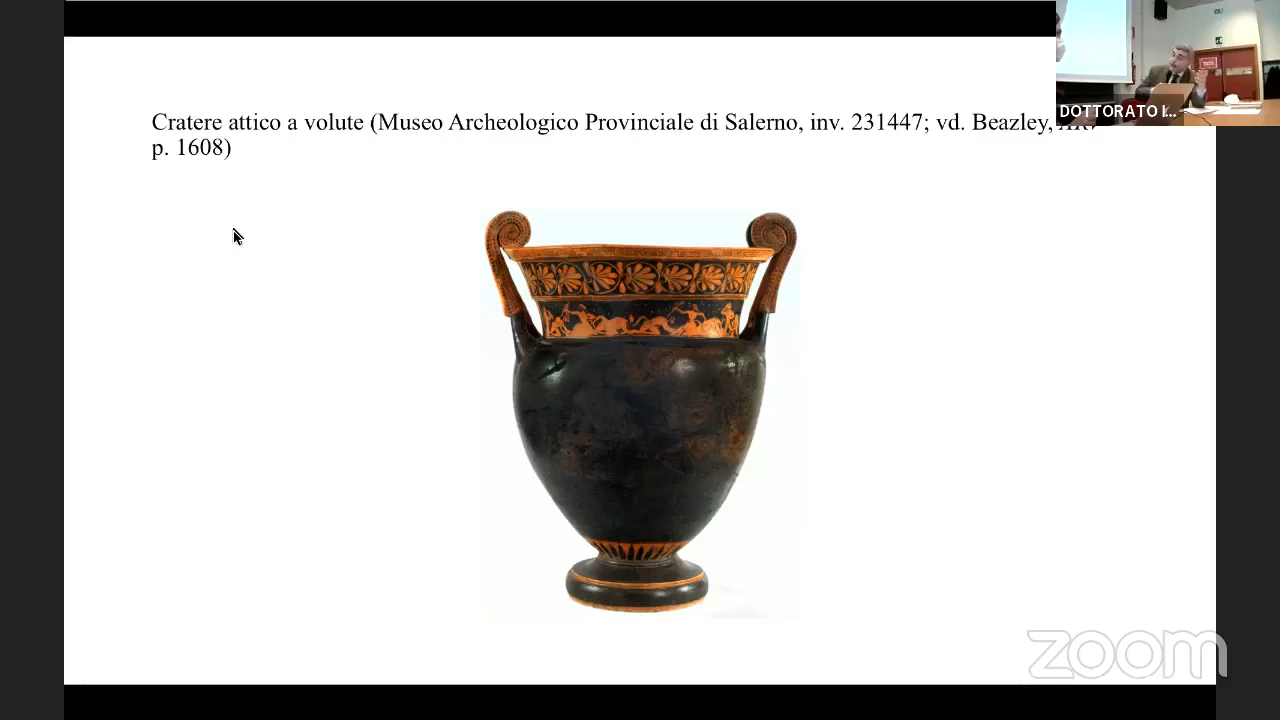 Cratere attico a volute (Museo Archeologico Provinciale di Salerno, inv. 231447; vd. Beazley,
p. 1608)
DOTTORATO I...
zoom